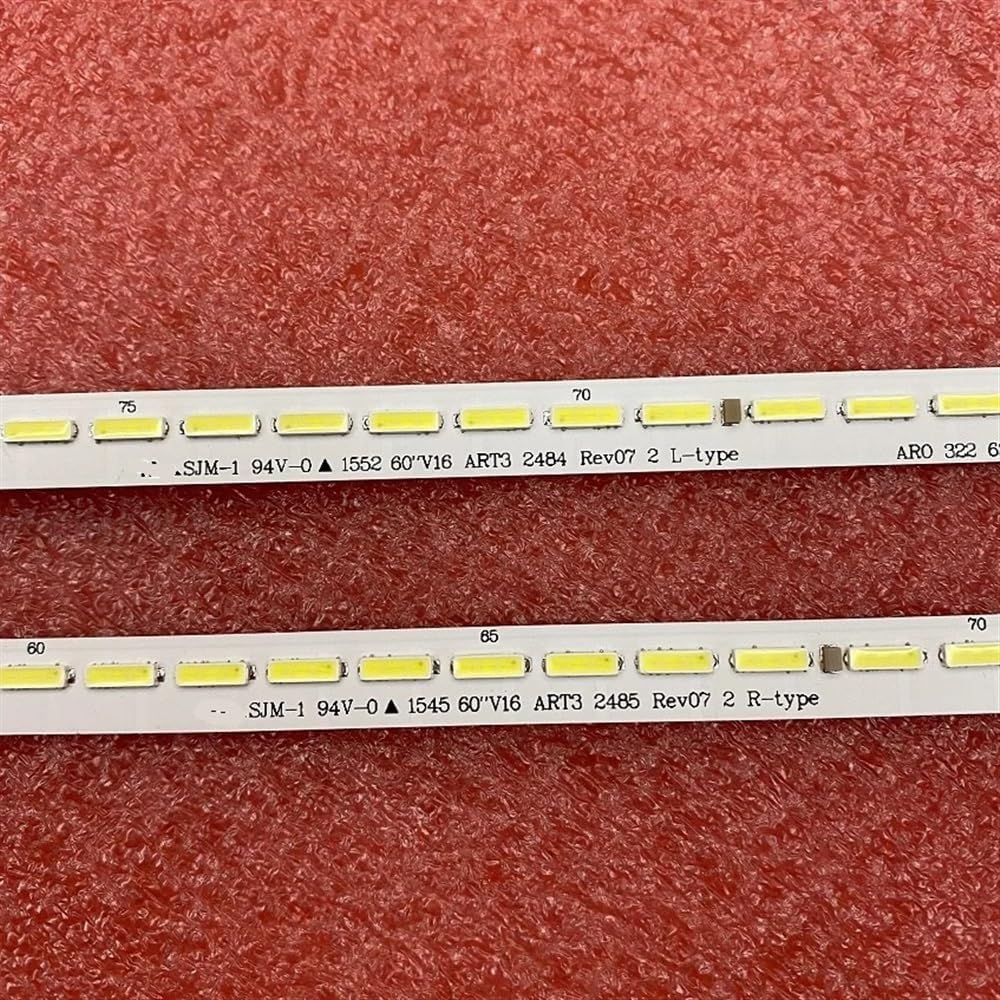 75
70
SJM-1 94V-0 ▲ 1552 60"V16 ART3 2484 Rev07 2 L-type
ARO 322
60
65
70
SJM-1 94V-0 ▲ 1545 60"V16 ART3 2485 Rev07 2 R-type